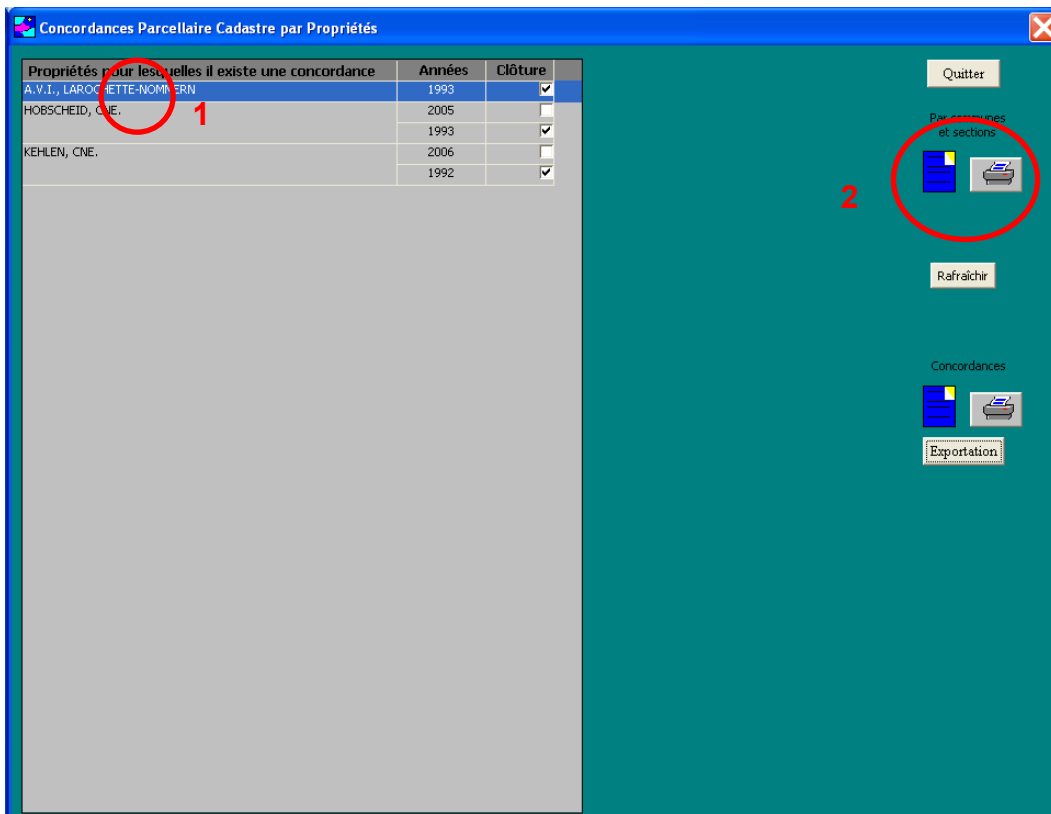 Concordances Parcellaire Cadastre par Propriétés
Propriétés pour lesquelles il existe une concordance Années Clôture
A.V.I., LAROCHETTE-NOMMERN 1993
HOBSCHEID, CNE. 2005
1993
KEHLEN, CNE. 2006
1992
1
Quitter
Par communes
et sections
2
Rafraîchir
Concordances
Exportation